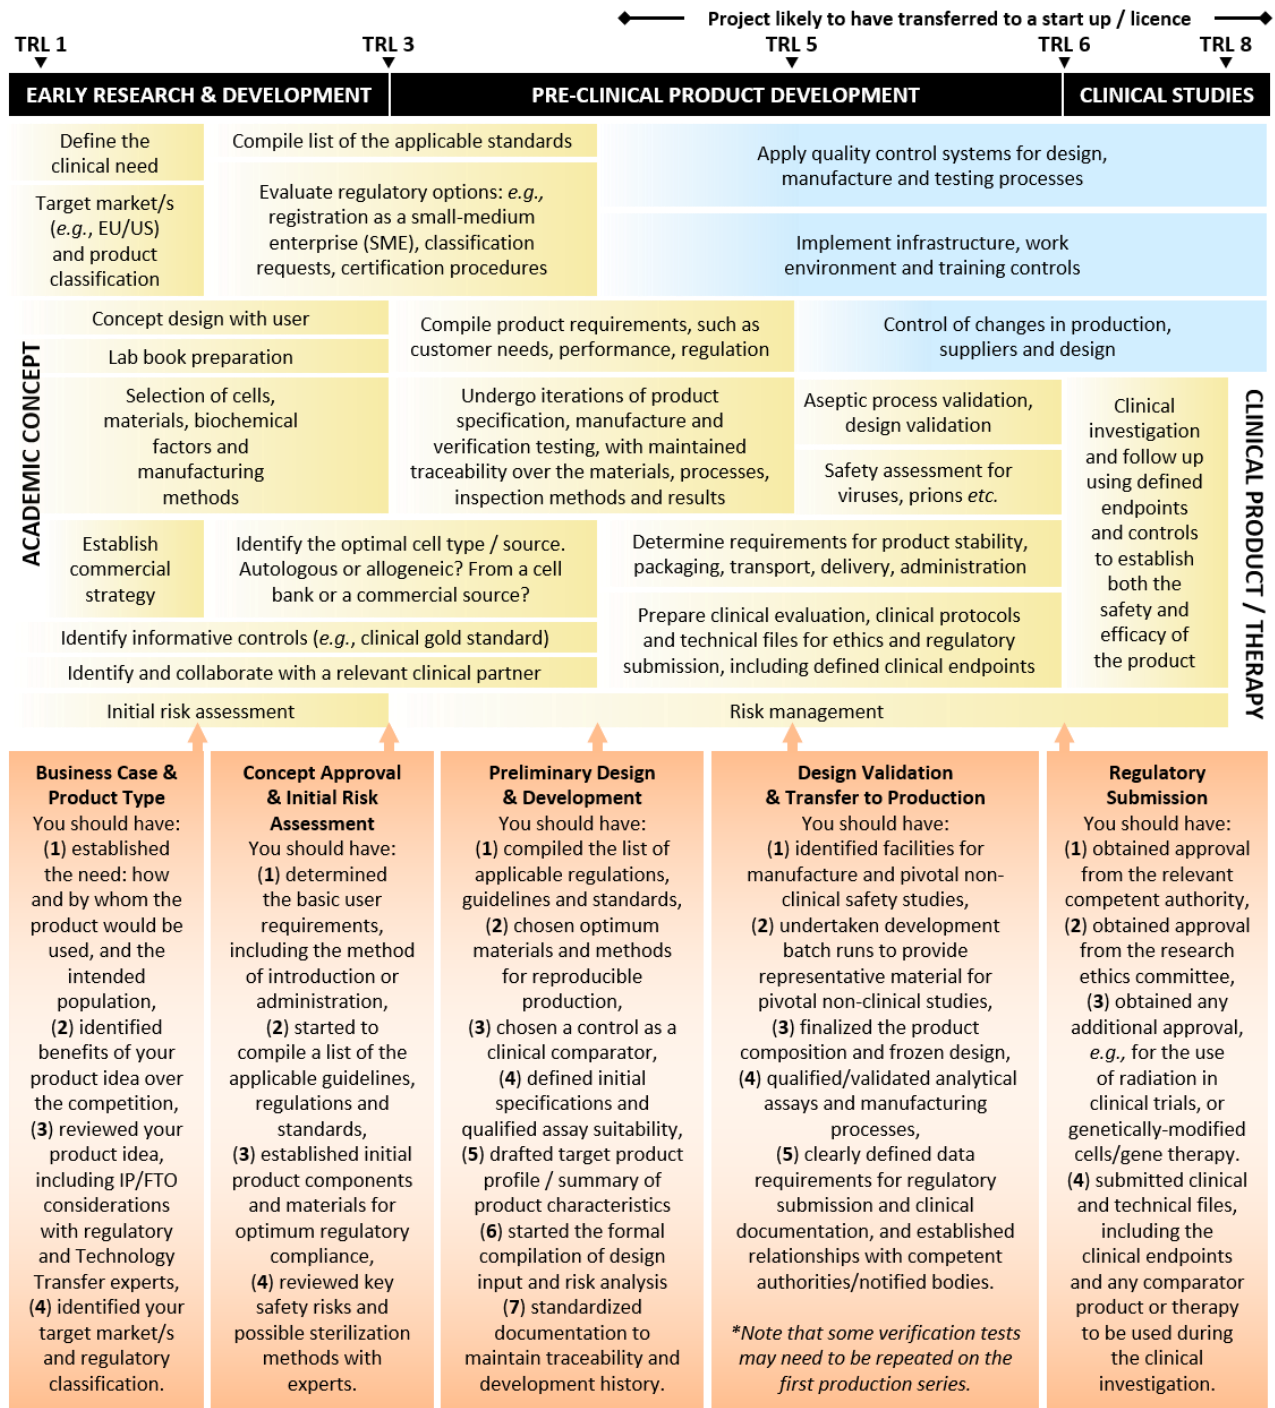 Project likely to have transferred to a start up / licence
TRL 1
TRL 3
TRL 5
TRL 6
TRL 8
EARLY RESEARCH & DEVELOPMENT
PRE-CLINICAL PRODUCT DEVELOPMENT
CLINICAL STUDIES
ACADEMIC CONCEPT
Define the
clinical need
Target market/s
(e.g., EU/US)
and product
classification
Compile list of the applicable standards
Evaluate regulatory options: e.g.,
registration as a small-medium
enterprise (SME), classification
requests, certification procedures
Apply quality control systems for design,
manufacture and testing processes
Implement infrastructure, work
environment and training controls
Concept design with user
Lab book preparation
Compile product requirements, such as
customer needs, performance, regulation
Control of changes in production,
suppliers and design
Selection of cells,
materials, biochemical
factors and
manufacturing
methods
Undergo iterations of product
specification, manufacture and
verification testing, with maintained
traceability over the materials, processes,
inspection methods and results
Aseptic process validation,
design validation
Safety assessment for
viruses, prions etc.
Clinical
investigation
and follow up
using defined
endpoints
and controls
to establish
both the
safety and
efficacy of
the product
Establish
commercial
strategy
Identify the optimal cell type / source.
Autologous or allogeneic? From a cell
bank or a commercial source?
Determine requirements for product stability,
packaging, transport, delivery, administration
Identify informative controls (e.g., clinical gold standard)
Identify and collaborate with a relevant clinical partner
Prepare clinical evaluation, clinical protocols
and technical files for ethics and regulatory
submission, including defined clinical endpoints
Initial risk assessment
Risk management
CLINICAL PRODUCT / THERAPY
Business Case &
Product Type
You should have:
(1) established
the need: how
and by whom the
product would be
used, and the
intended
population,
(2) identified
benefits of your
product idea over
the competition,
(3) reviewed your
product idea,
including IP/FTO
considerations
with regulatory
and Technology
Transfer experts,
(4) identified your
target market/s
and regulatory
classification.
Concept Approval
& Initial Risk
Assessment
You should have:
(1) determined
the basic user
requirements,
including the method
of introduction or
administration,
(2) started to
compile a list of the
applicable guidelines,
regulations and
standards,
(3) established initial
product components
and materials for
optimum regulatory
compliance,
(4) reviewed key
safety risks and
possible sterilization
methods with
experts.
Preliminary Design
& Development
You should have:
(1) compiled the list of
applicable regulations,
guidelines and standards,
(2) chosen optimum
materials and methods
for reproducible
production,
(3) chosen a control as a
clinical comparator,
(4) defined initial
specifications and
qualified assay suitability,
(5) drafted target product
profile / summary of
product characteristics
(6) started the formal
compilation of design
input and risk analysis
(7) standardized
documentation to
maintain traceability and
development history.
Design Validation
& Transfer to Production
You should have:
(1) identified facilities for
manufacture and pivotal non-
clinical safety studies,
(2) undertaken development
batch runs to provide
representative material for
pivotal non-clinical studies,
(3) finalized the product
composition and frozen design,
(4) qualified/validated analytical
assays and manufacturing
processes,
(5) clearly defined data
requirements for regulatory
submission and clinical
documentation, and established
relationships with competent
authorities/notified bodies.
*Note that some verification tests
may need to be repeated on the
first production series.
Regulatory
Submission
You should have:
(1) obtained approval
from the relevant
competent authority,
(2) obtained approval
from the research
ethics committee,
(3) obtained any
additional approval,
e.g., for the use
of radiation in
clinical trials, or
genetically-modified
cells/gene therapy.
(4) submitted clinical
and technical files,
including the
clinical endpoints
and any comparator
product or therapy
to be used during
the clinical
investigation.